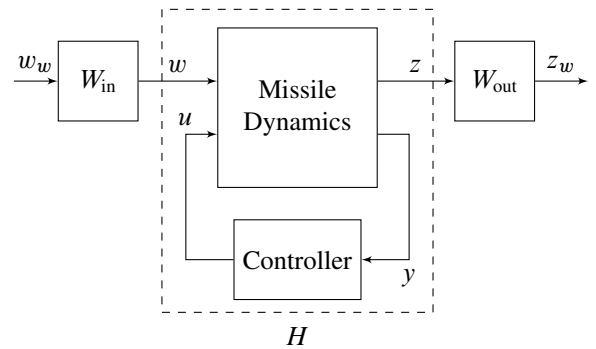 w_w
W_in
w
u
Missile
Dynamics
z
W_out
z_w
Controller
y
H